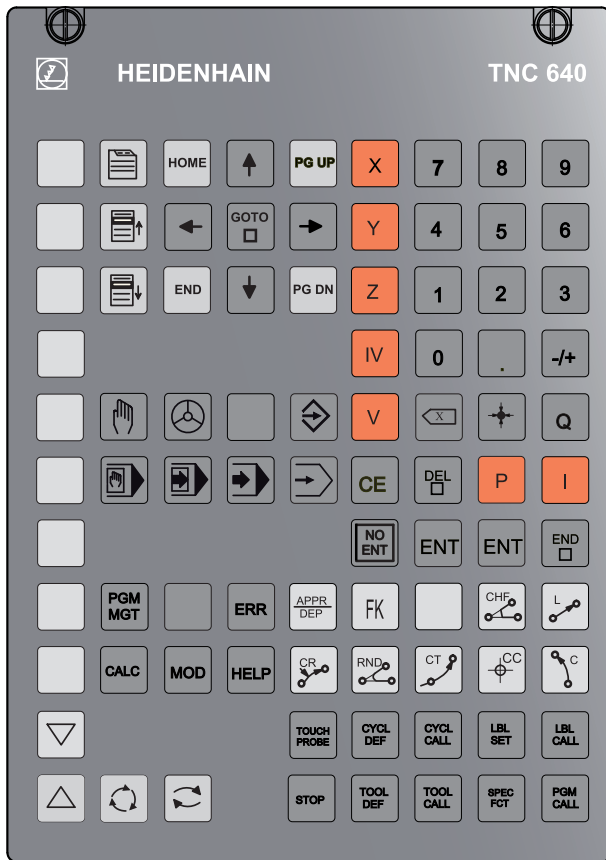 HEIDENHAIN TNC 640
HOME PG UP X 7 8 9
GOTO Y 4 5 6
END PG DN Z 1 2 3
IV 0 . -/+
V X Q
CE DEL P I
NO ENT ENT ENT END
PGM MGT ERR APPR DEP FK CHF L
CALC MOD HELP CR RND CT CC C
TOUCH PROBE CYCL DEF CYCL CALL LBL SET LBL CALL
STOP TOOL DEF TOOL CALL SPEC FCT PGM CALL